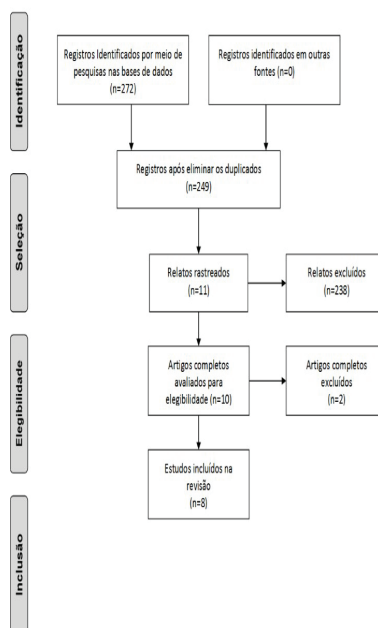 Identificação
Registros Identificados por meio de
pesquisas nas bases de dados
(n=272)
Registros identificados em outras
fontes (n=0)
Registros após eliminar os duplicados
(n=249)
Seleção
Relatos rastreados
(n=11)
Relatos excluídos
(n=238)
Elegibilidade
Artigos completos
avaliados para
elegibilidade (n=10)
Artigos completos
excluídos
(n=2)
Estudos incluídos na
revisão
(n=8)
Inclusão